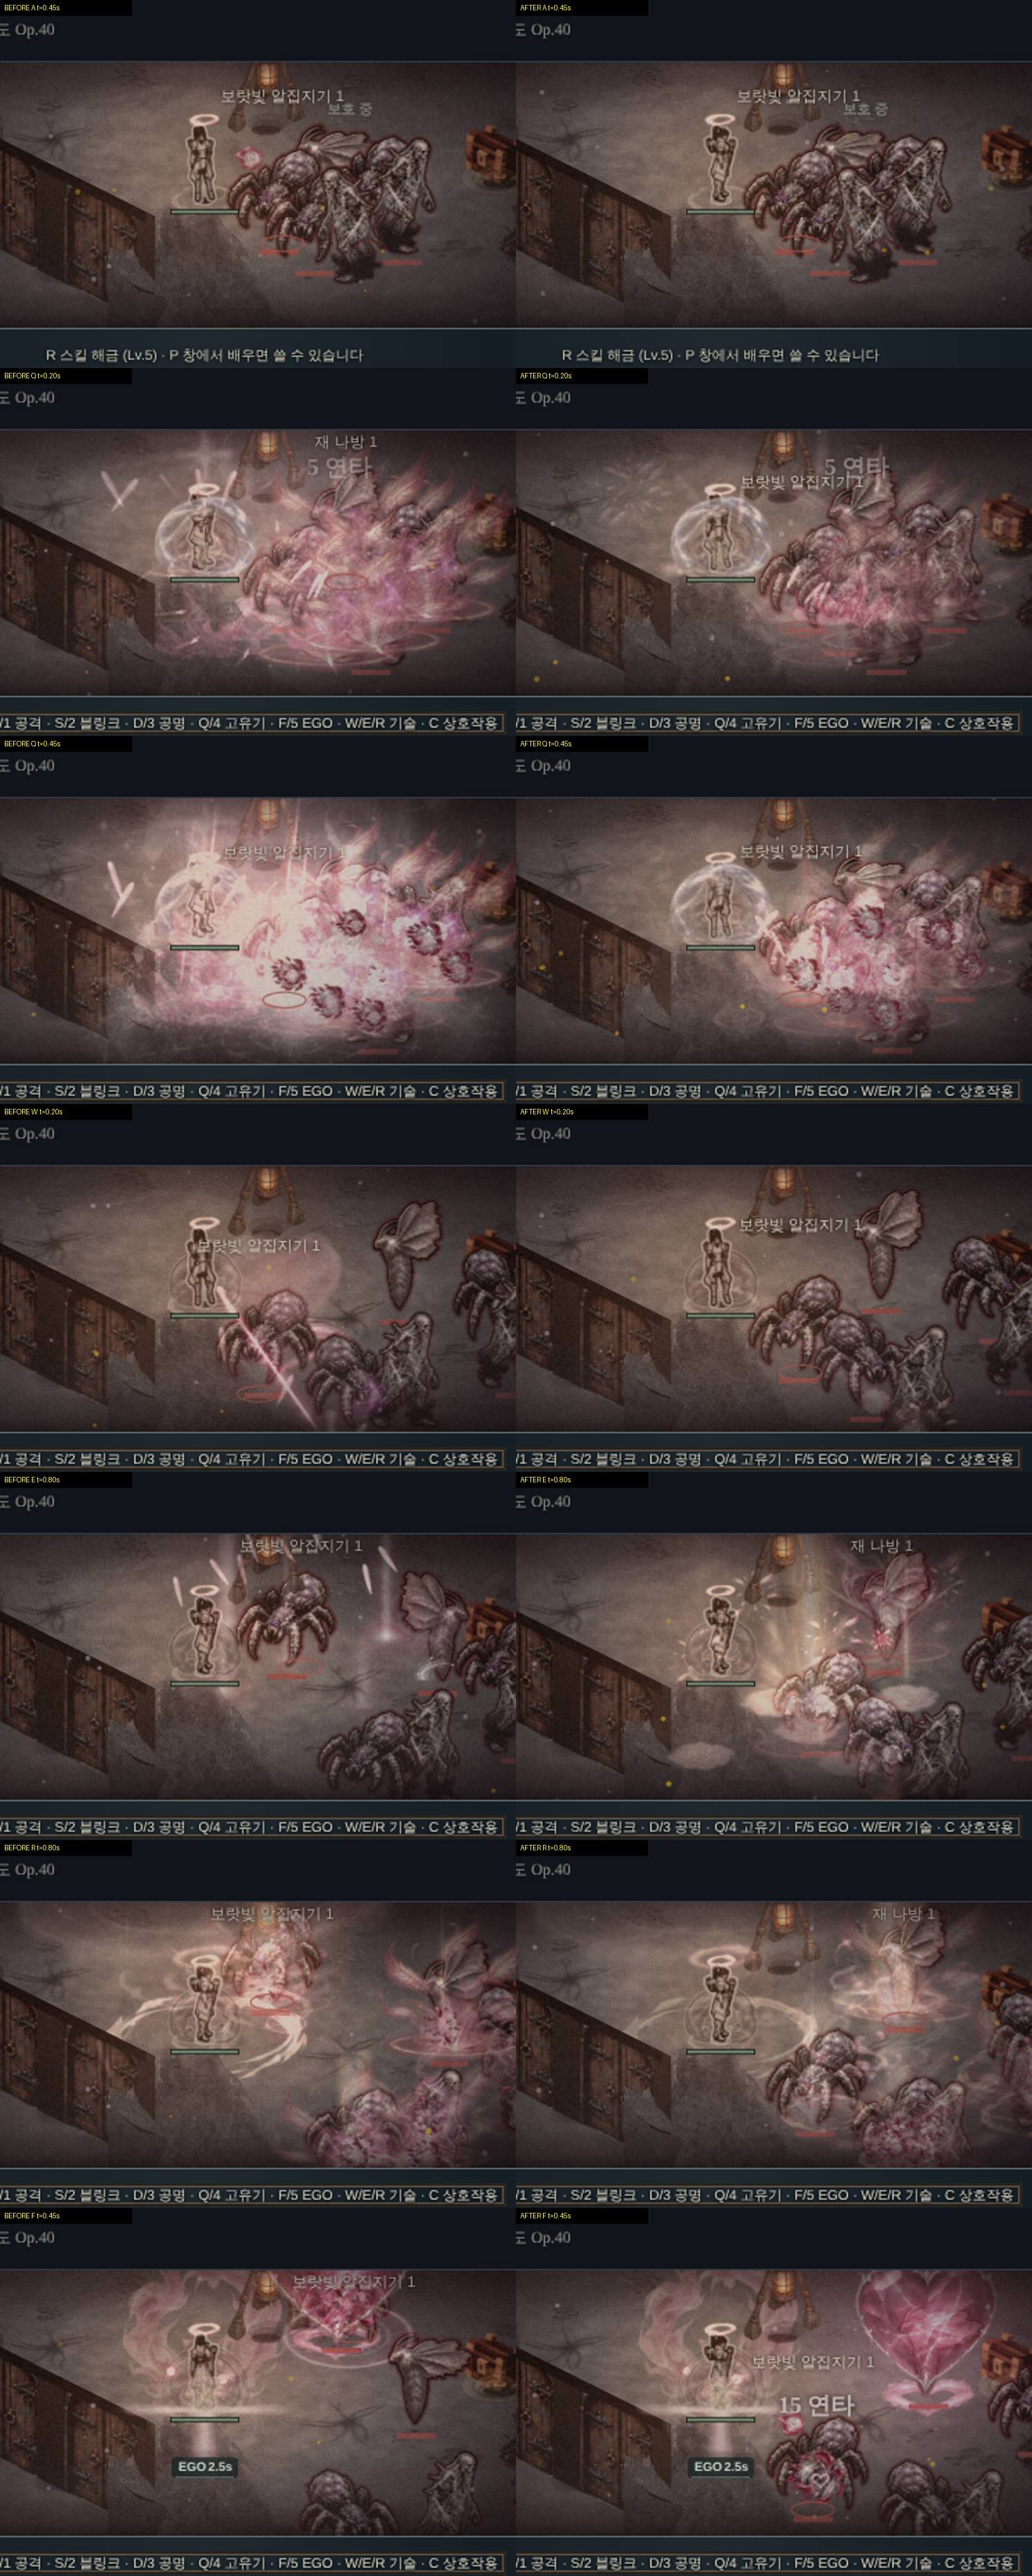 BEFORE A t=0.45s
AFTER A t=0.45s
도 Op.40
도 Op.40
보랏빛 알집지기 1
보호 중
보랏빛 알집지기 1
보호 중
R 스킬 해금 (Lv.5) · P 창에서 배우면 쓸 수 있습니다
R 스킬 해금 (Lv.5) · P 창에서 배우면 쓸 수 있습니다
BEFORE Q t=0.20s
AFTER Q t=0.20s
도 Op.40
도 Op.40
재 나방 1
5 연타
5 연타
보랏빛 알집지기 1
/1 공격 · S/2 블링크 · D/3 공명 · Q/4 고유기 · F/5 EGO · W/E/R 기술 · C 상호작용
/1 공격 · S/2 블링크 · D/3 공명 · Q/4 고유기 · F/5 EGO · W/E/R 기술 · C 상호작용
BEFORE Q t=0.45s
AFTER Q t=0.45s
도 Op.40
도 Op.40
보랏빛 알집지기 1
보랏빛 알집지기 1
/1 공격 · S/2 블링크 · D/3 공명 · Q/4 고유기 · F/5 EGO · W/E/R 기술 · C 상호작용
/1 공격 · S/2 블링크 · D/3 공명 · Q/4 고유기 · F/5 EGO · W/E/R 기술 · C 상호작용
BEFORE W t=0.20s
AFTER W t=0.20s
도 Op.40
도 Op.40
보랏빛 알집지기 1
보랏빛 알집지기 1
/1 공격 · S/2 블링크 · D/3 공명 · Q/4 고유기 · F/5 EGO · W/E/R 기술 · C 상호작용
/1 공격 · S/2 블링크 · D/3 공명 · Q/4 고유기 · F/5 EGO · W/E/R 기술 · C 상호작용
BEFORE E t=0.80s
AFTER E t=0.80s
도 Op.40
도 Op.40
보랏빛 알집지기 1
재 나방 1
/1 공격 · S/2 블링크 · D/3 공명 · Q/4 고유기 · F/5 EGO · W/E/R 기술 · C 상호작용
/1 공격 · S/2 블링크 · D/3 공명 · Q/4 고유기 · F/5 EGO · W/E/R 기술 · C 상호작용
BEFORE R t=0.80s
AFTER R t=0.80s
도 Op.40
도 Op.40
보랏빛 알집지기 1
재 나방 1
/1 공격 · S/2 블링크 · D/3 공명 · Q/4 고유기 · F/5 EGO · W/E/R 기술 · C 상호작용
/1 공격 · S/2 블링크 · D/3 공명 · Q/4 고유기 · F/5 EGO · W/E/R 기술 · C 상호작용
BEFORE F t=0.45s
AFTER F t=0.45s
도 Op.40
도 Op.40
보랏빛 알집지기 1
보랏빛 알집지기 1
15 연타
EGO 2.5s
EGO 2.5s
/1 공격 · S/2 블링크 · D/3 공명 · Q/4 고유기 · F/5 EGO · W/E/R 기술 · C 상호작용
/1 공격 · S/2 블링크 · D/3 공명 · Q/4 고유기 · F/5 EGO · W/E/R 기술 · C 상호작용